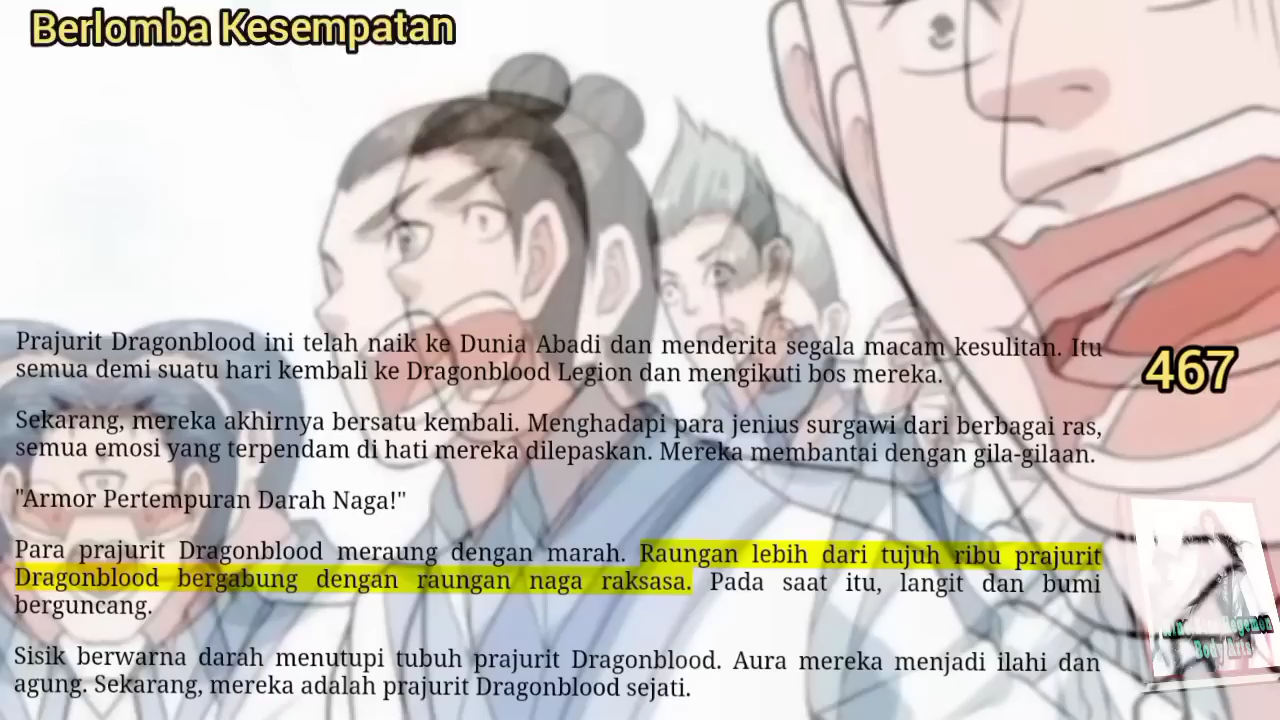 Berlomba Kesempatan
Prajurit Dragonblood ini telah naik ke Dunia Abadi dan menderita segala macam kesulitan. Itu
semua demi suatu hari kembali ke Dragonblood Legion dan mengikuti bos mereka.
467
Sekarang, mereka akhirnya bersatu kembali. Menghadapi para jenius surgawi dari berbagai ras,
semua emosi yang terpendam di hati mereka dilepaskan. Mereka membantai dengan gila-gilaan.
"Armor Pertempuran Darah Naga!"
Para prajurit Dragonblood meraung dengan marah. Raungan lebih dari tujuh ribu prajurit
Dragonblood bergabung dengan raungan naga raksasa. Pada saat itu, langit dan bumi
berguncang.
Sisik berwarna darah menutupi tubuh prajurit Dragonblood. Aura mereka menjadi ilahi dan
agung. Sekarang, mereka adalah prajurit Dragonblood sejati.
Body Arts